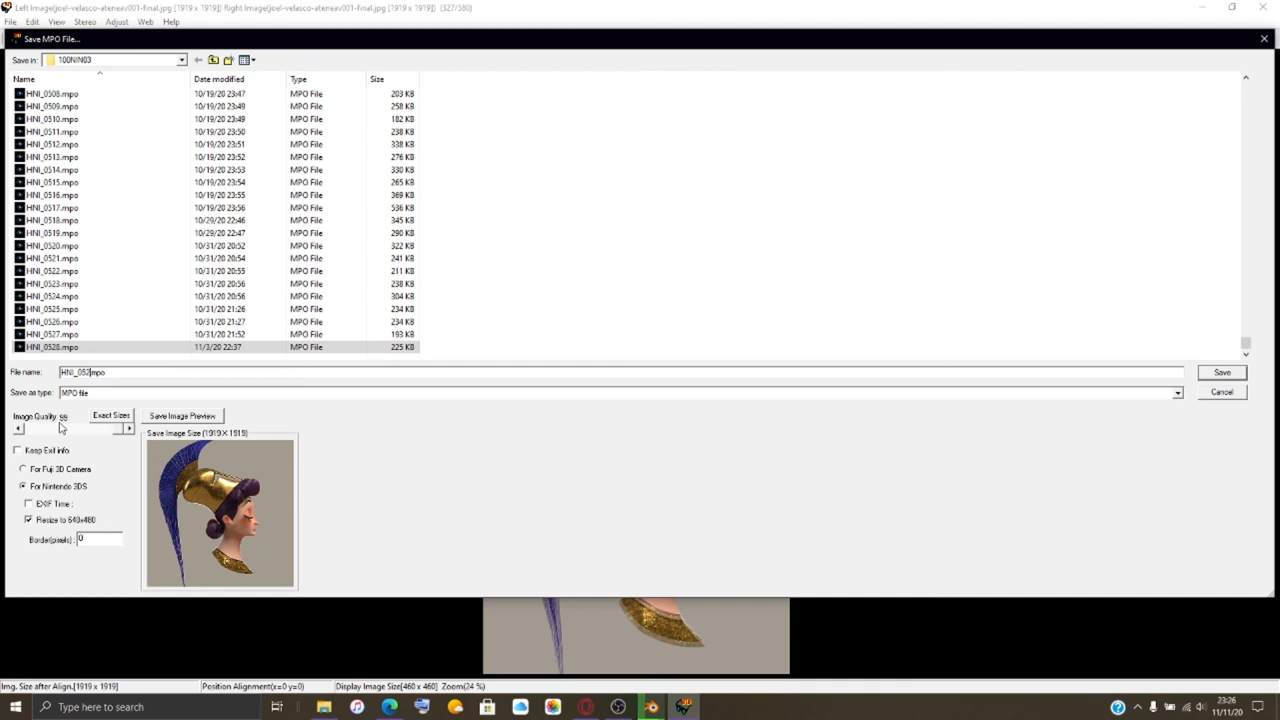 Left Image(joel-velasco-ateneav001-final.jpg [1919 x 1919]) Right Image(joel-velasco-ateneav001-final.jpg [1919 x 1919]) (327/580)
File Edit View Stereo Adjust Web Help
Save MPO File...
Save in: 100NIN03
Name Date modified Type Size
HNI_0508.mpo 10/19/20 23:47 MPO File 203 KB
HNI_0509.mpo 10/19/20 23:49 MPO File 258 KB
HNI_0510.mpo 10/19/20 23:49 MPO File 182 KB
HNI_0511.mpo 10/19/20 23:50 MPO File 238 KB
HNI_0512.mpo 10/19/20 23:51 MPO File 338 KB
HNI_0513.mpo 10/19/20 23:52 MPO File 276 KB
HNI_0514.mpo 10/19/20 23:53 MPO File 330 KB
HNI_0515.mpo 10/19/20 23:54 MPO File 265 KB
HNI_0516.mpo 10/19/20 23:55 MPO File 369 KB
HNI_0517.mpo 10/19/20 23:56 MPO File 536 KB
HNI_0518.mpo 10/29/20 22:46 MPO File 345 KB
HNI_0519.mpo 10/29/20 22:47 MPO File 290 KB
HNI_0520.mpo 10/31/20 20:52 MPO File 322 KB
HNI_0521.mpo 10/31/20 20:54 MPO File 241 KB
HNI_0522.mpo 10/31/20 20:55 MPO File 211 KB
HNI_0523.mpo 10/31/20 20:56 MPO File 238 KB
HNI_0524.mpo 10/31/20 20:56 MPO File 304 KB
HNI_0525.mpo 10/31/20 21:26 MPO File 234 KB
HNI_0526.mpo 10/31/20 21:27 MPO File 234 KB
HNI_0527.mpo 10/31/20 21:52 MPO File 193 KB
HNI_0528.mpo 11/3/20 22:37 MPO File 225 KB
File name: HNI_052mpo Save
Save as type: MPO file Cancel
Image Quality: 99 Exact Sizes Save Image Preview
Save Image Size (1919X1919)
Keep Exif info.
For Fuji 3D Camera
For Nintendo 3DS
EXIF Time :
Resize to 640x480
Border(pixels) : 0
Img. Size after Align.[1919 x 1919] Position Alignment(x=0 y=0) Display Image Size[460 x 460] Zoom(24 %)
Type here to search
23:26
11/11/20